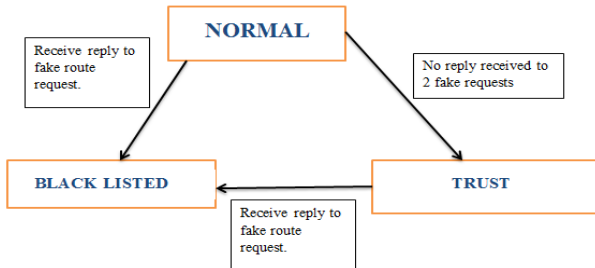 NORMAL
Receive reply to
fake route
request.
No reply received to
2 fake requests
BLACK LISTED
TRUST
Receive reply to
fake route
request.